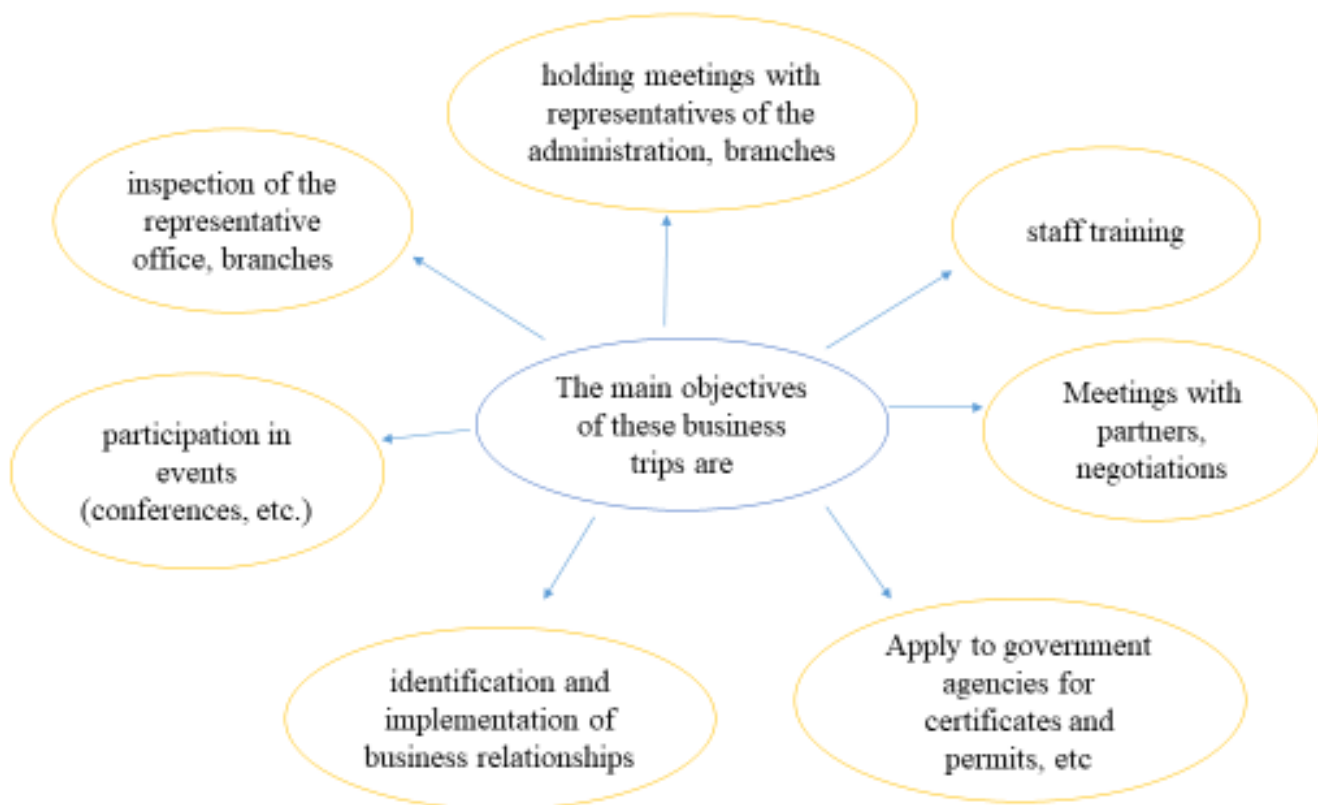 holding meetings with
representatives of the
administration, branches
inspection of the
representative
office, branches
staff training
The main objectives
of these business
trips are
Meetings with
partners,
negotiations
participation in
events
(conferences, etc.)
identification and
implementation of
business relationships
Apply to government
agencies for
certificates and
permits, etc